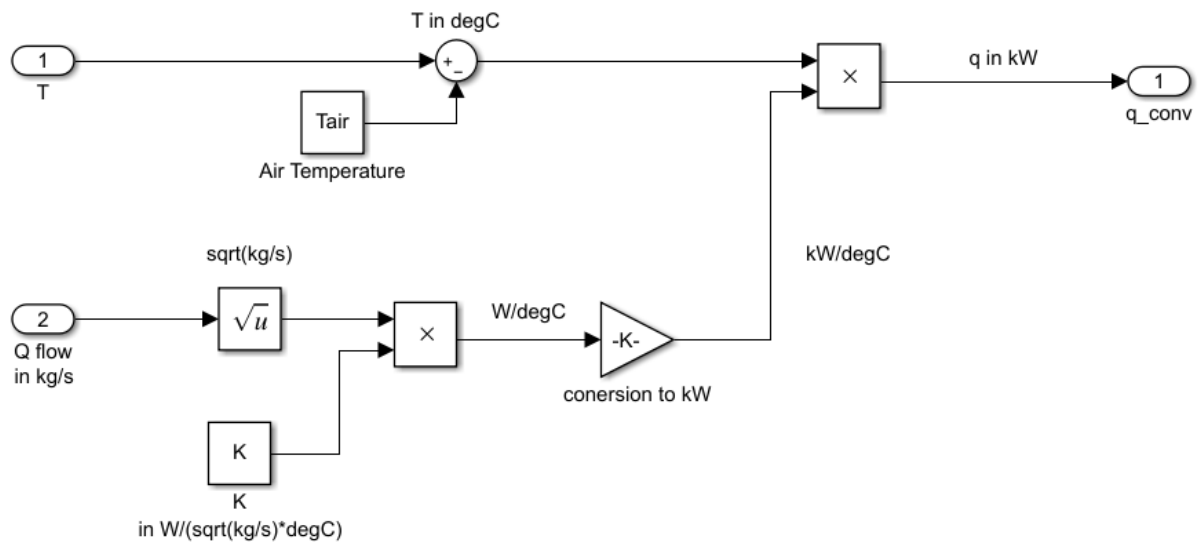 T in degC
1
T
+
−
×
q in kW
1
q_conv
Tair
Air Temperature
sqrt(kg/s)
kW/degC
2
Q flow
in kg/s
√u
×
W/degC
-K-
conersion to kW
K
K
in W/(sqrt(kg/s)*degC)